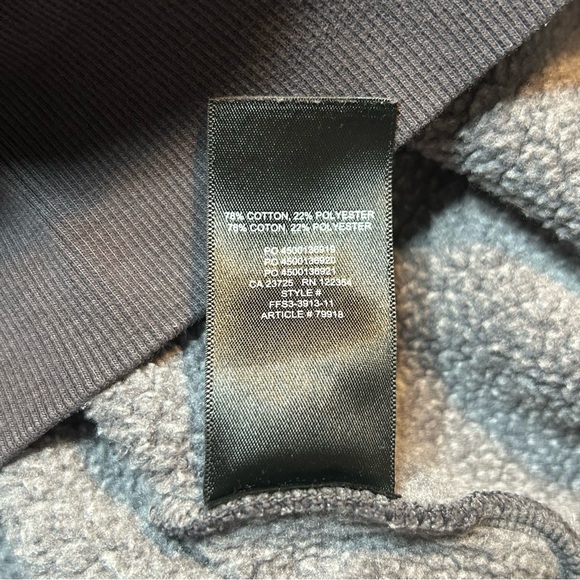 78% COTTON, 22% POLYESTER
78% COTON, 22% POLYESTER
PO 4500136919
PO 4500136920
PO 4500136921
CA 23725 RN 122354
STYLE #
FFS3-3913-11
ARTICLE # 79918